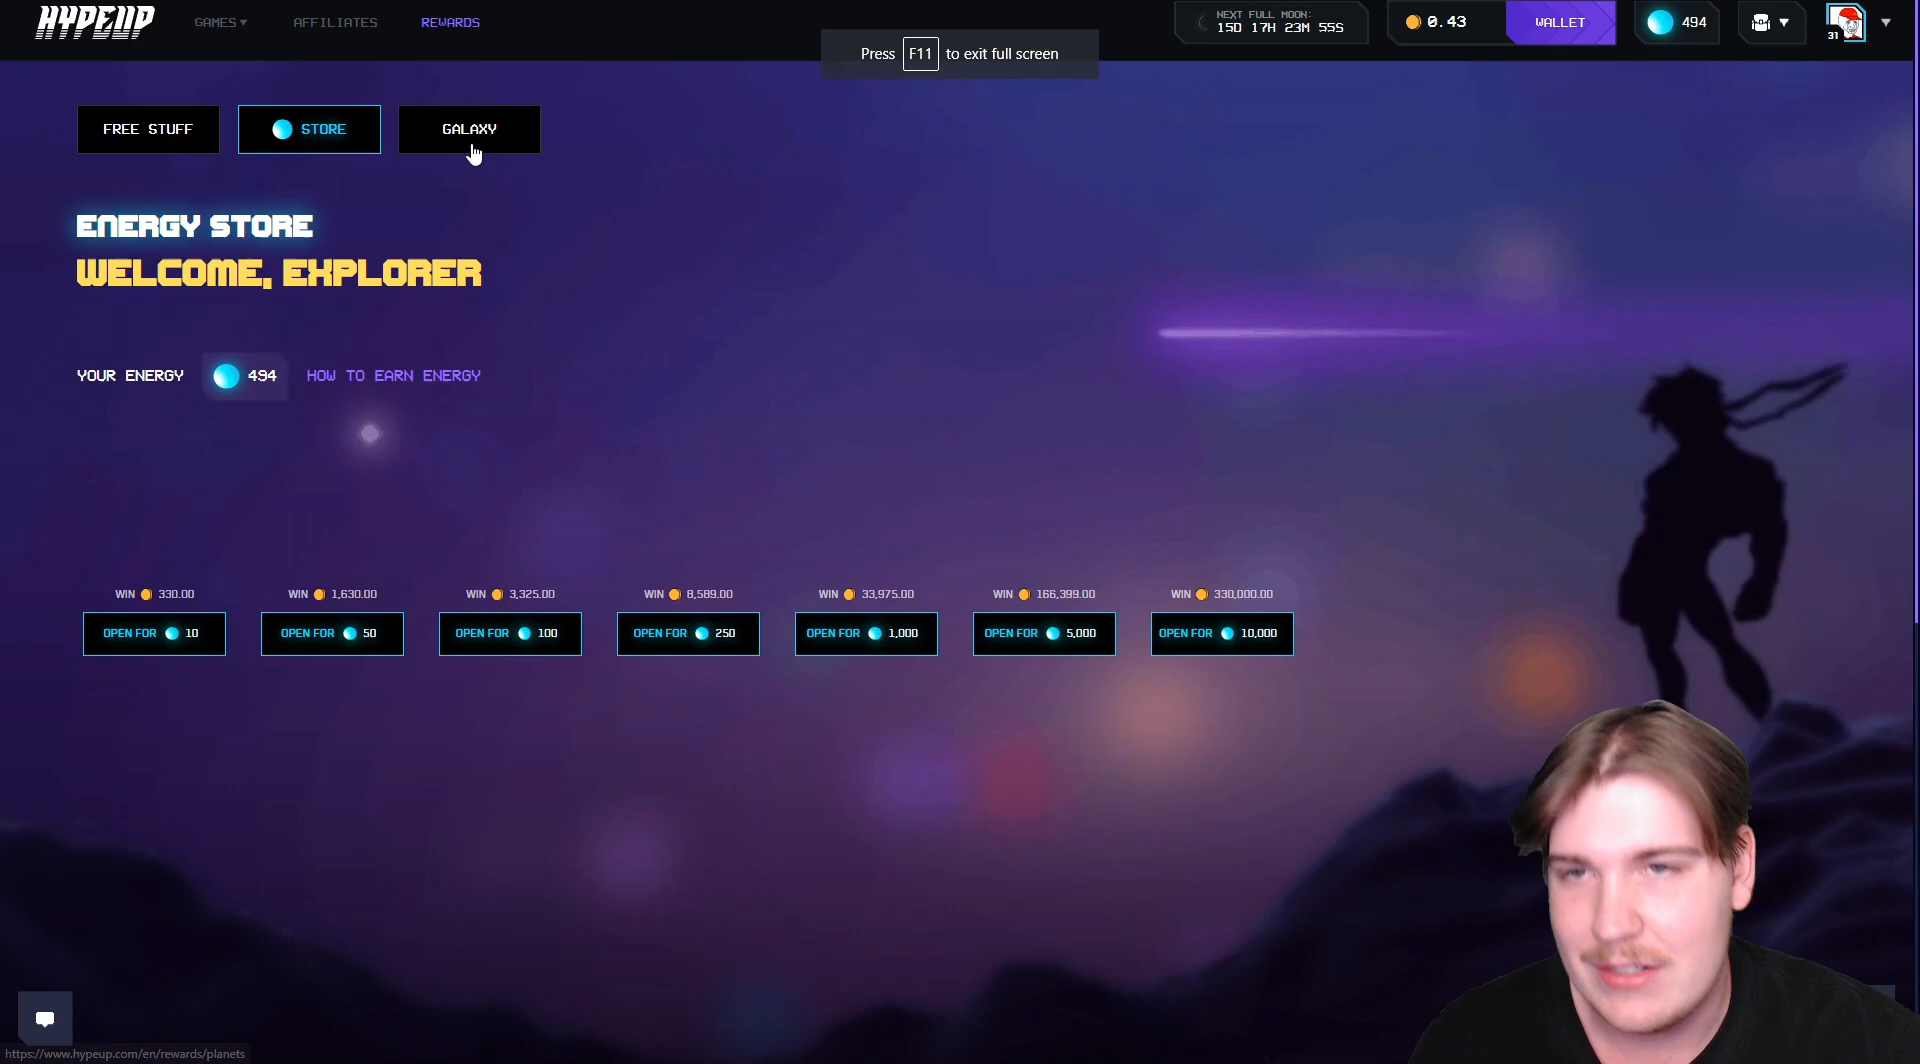 HYPEUP
GAMES
AFFILIATES
REWARDS
NEXT FULL MOON:
15D 17H 23M 55S
0.43
WALLET
494
31
Press F11 to exit full screen
FREE STUFF
STORE
GALAXY
ENERGY STORE
WELCOME, EXPLORER
YOUR ENERGY 494 HOW TO EARN ENERGY
WIN 330.00
WIN 1,630.00
WIN 3,325.00
WIN 8,589.00
WIN 33,975.00
WIN 166,399.00
WIN 330,000.00
OPEN FOR 10
OPEN FOR 50
OPEN FOR 100
OPEN FOR 250
OPEN FOR 1,000
OPEN FOR 5,000
OPEN FOR 10,000
https://www.hypeup.com/en/rewards/planets